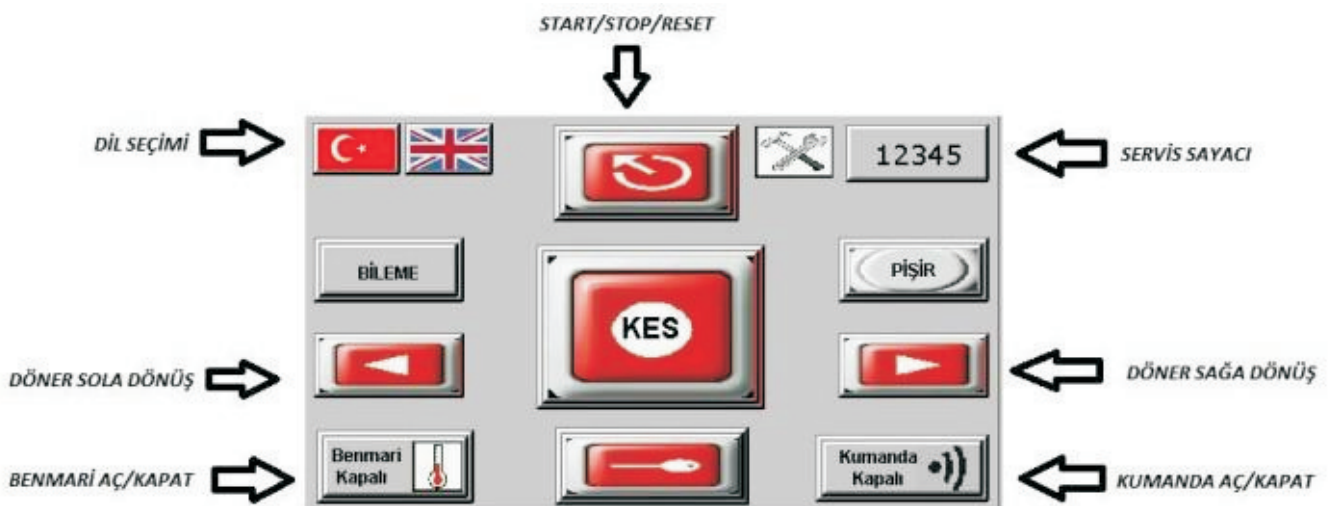 START/STOP/RESET
DİL SEÇİMİ
12345
SERVİS SAYACI
BİLEME
PİŞİR
KES
DÖNER SOLA DÖNÜŞ
DÖNER SAĞA DÖNÜŞ
BENMARİ AÇ/KAPAT
Benmari
Kapalı
Kumanda
Kapalı
KUMANDA AÇ/KAPAT